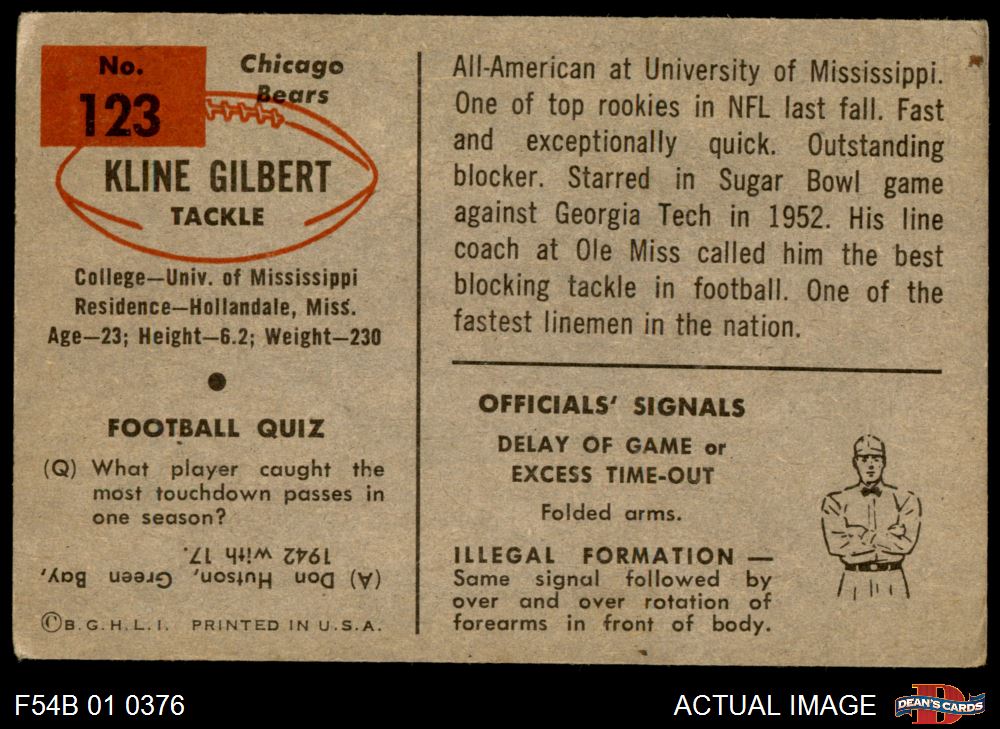 No.
123
Chicago
Bears
KLINE GILBERT
TACKLE
College—Univ. of Mississippi
Residence—Hollandale, Miss.
Age—23; Height—6.2; Weight—230
FOOTBALL QUIZ
(Q) What player caught the
most touchdown passes in
one season?
(A) Don Hutson, Green Bay,
1942 with 17.
©B.G.H.L.I. PRINTED IN U.S.A.
All-American at University of Mississippi.
One of top rookies in NFL last fall. Fast
and exceptionally quick. Outstanding
blocker. Starred in Sugar Bowl game
against Georgia Tech in 1952. His line
coach at Ole Miss called him the best
blocking tackle in football. One of the
fastest linemen in the nation.
OFFICIALS' SIGNALS
DELAY OF GAME or
EXCESS TIME-OUT
Folded arms.
ILLEGAL FORMATION —
Same signal followed by
over and over rotation of
forearms in front of body.
F54B 01 0376
ACTUAL IMAGE
D
DEAN'S CARDS